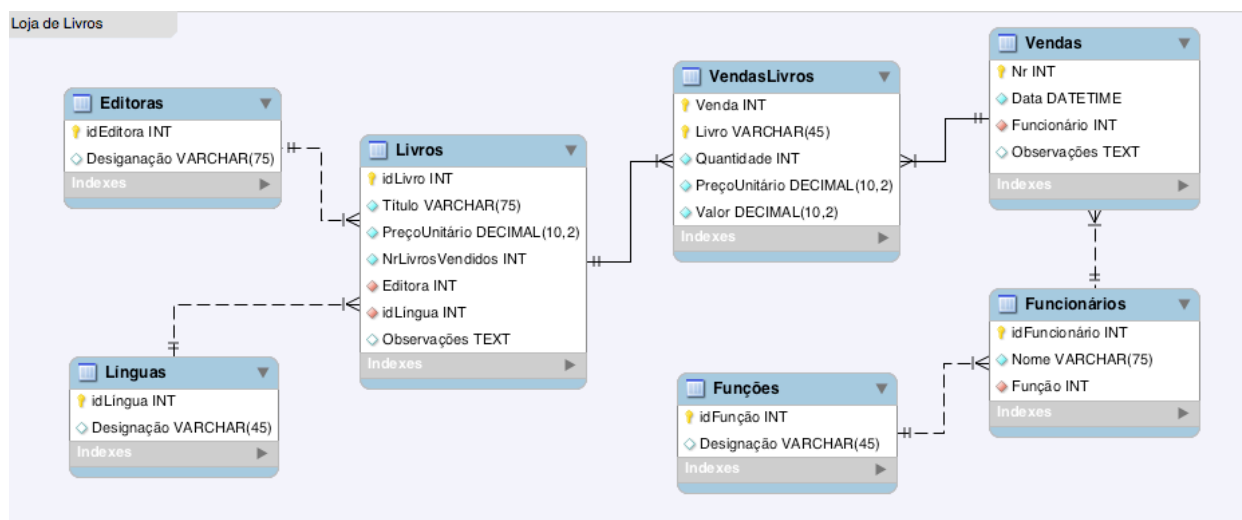 Loja de Livros
Editoras
idEditora INT
Desiganação VARCHAR(75)
Indexes
Livros
idLivro INT
Título VARCHAR(75)
PreçoUnitário DECIMAL(10,2)
NrLivrosVendidos INT
Editora INT
idLíngua INT
Observações TEXT
Indexes
Línguas
idLíngua INT
Designação VARCHAR(45)
Indexes
VendasLivros
Venda INT
Livro VARCHAR(45)
Quantidade INT
PreçoUnitário DECIMAL(10,2)
Valor DECIMAL(10,2)
Indexes
Vendas
Nr INT
Data DATETIME
Funcionário INT
Observações TEXT
Indexes
Funções
idFunção INT
Designação VARCHAR(45)
Indexes
Funcionários
idFuncionário INT
Nome VARCHAR(75)
Função INT
Indexes